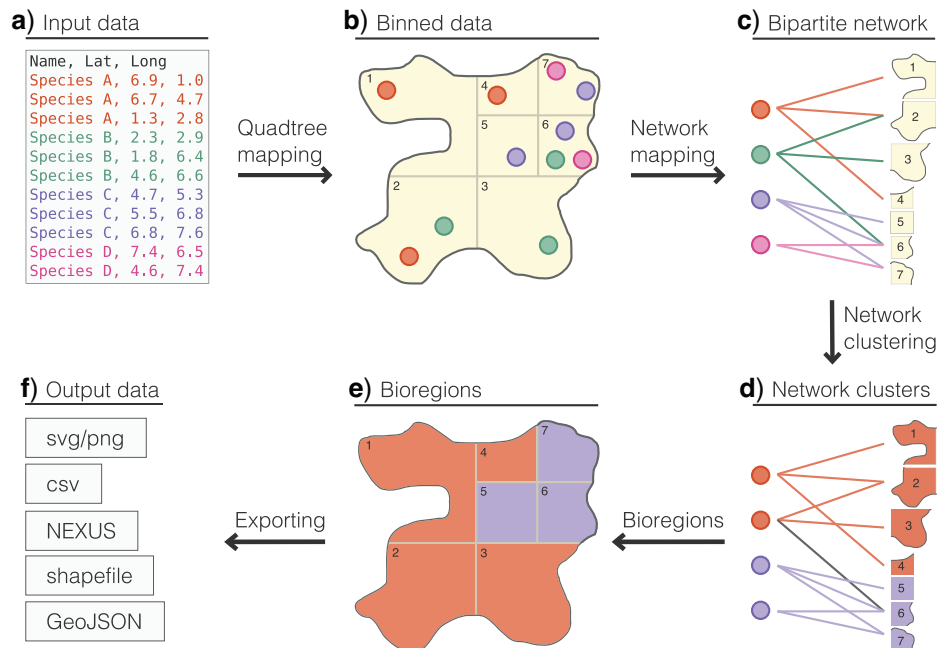 a) Input data
Name, Lat, Long
Species A, 6.9, 1.0
Species A, 6.7, 4.7
Species A, 1.3, 2.8
Species B, 2.3, 2.9
Species B, 1.8, 6.4
Species B, 4.6, 6.6
Species C, 4.7, 5.3
Species C, 5.5, 6.8
Species C, 6.8, 7.6
Species D, 7.4, 6.5
Species D, 4.6, 7.4
Quadtree
mapping
b) Binned data
1
4
7
5
6
2
3
Network
mapping
c) Bipartite network
1
2
3
4
5
6
7
Network
clustering
d) Network clusters
1
2
3
4
5
6
7
Bioregions
e) Bioregions
1
4
7
5
6
2
3
Exporting
f) Output data
svg/png
csv
NEXUS
shapefile
GeoJSON